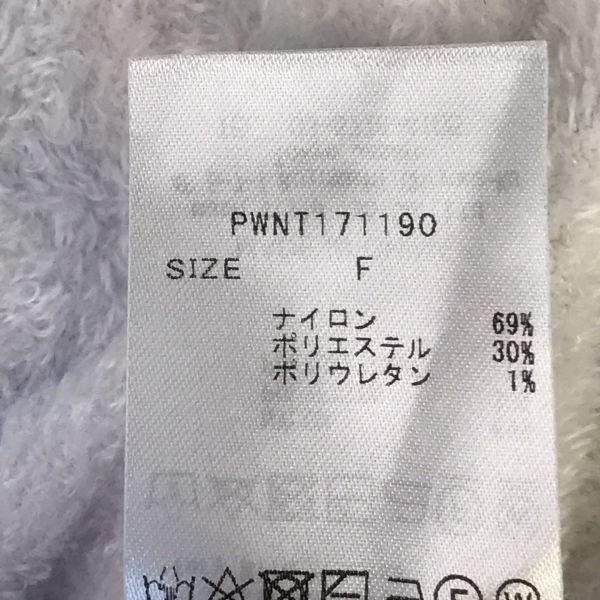 PWNT171190
SIZE F
ナイロン 69%
ポリエステル 30%
ポリウレタン 1%